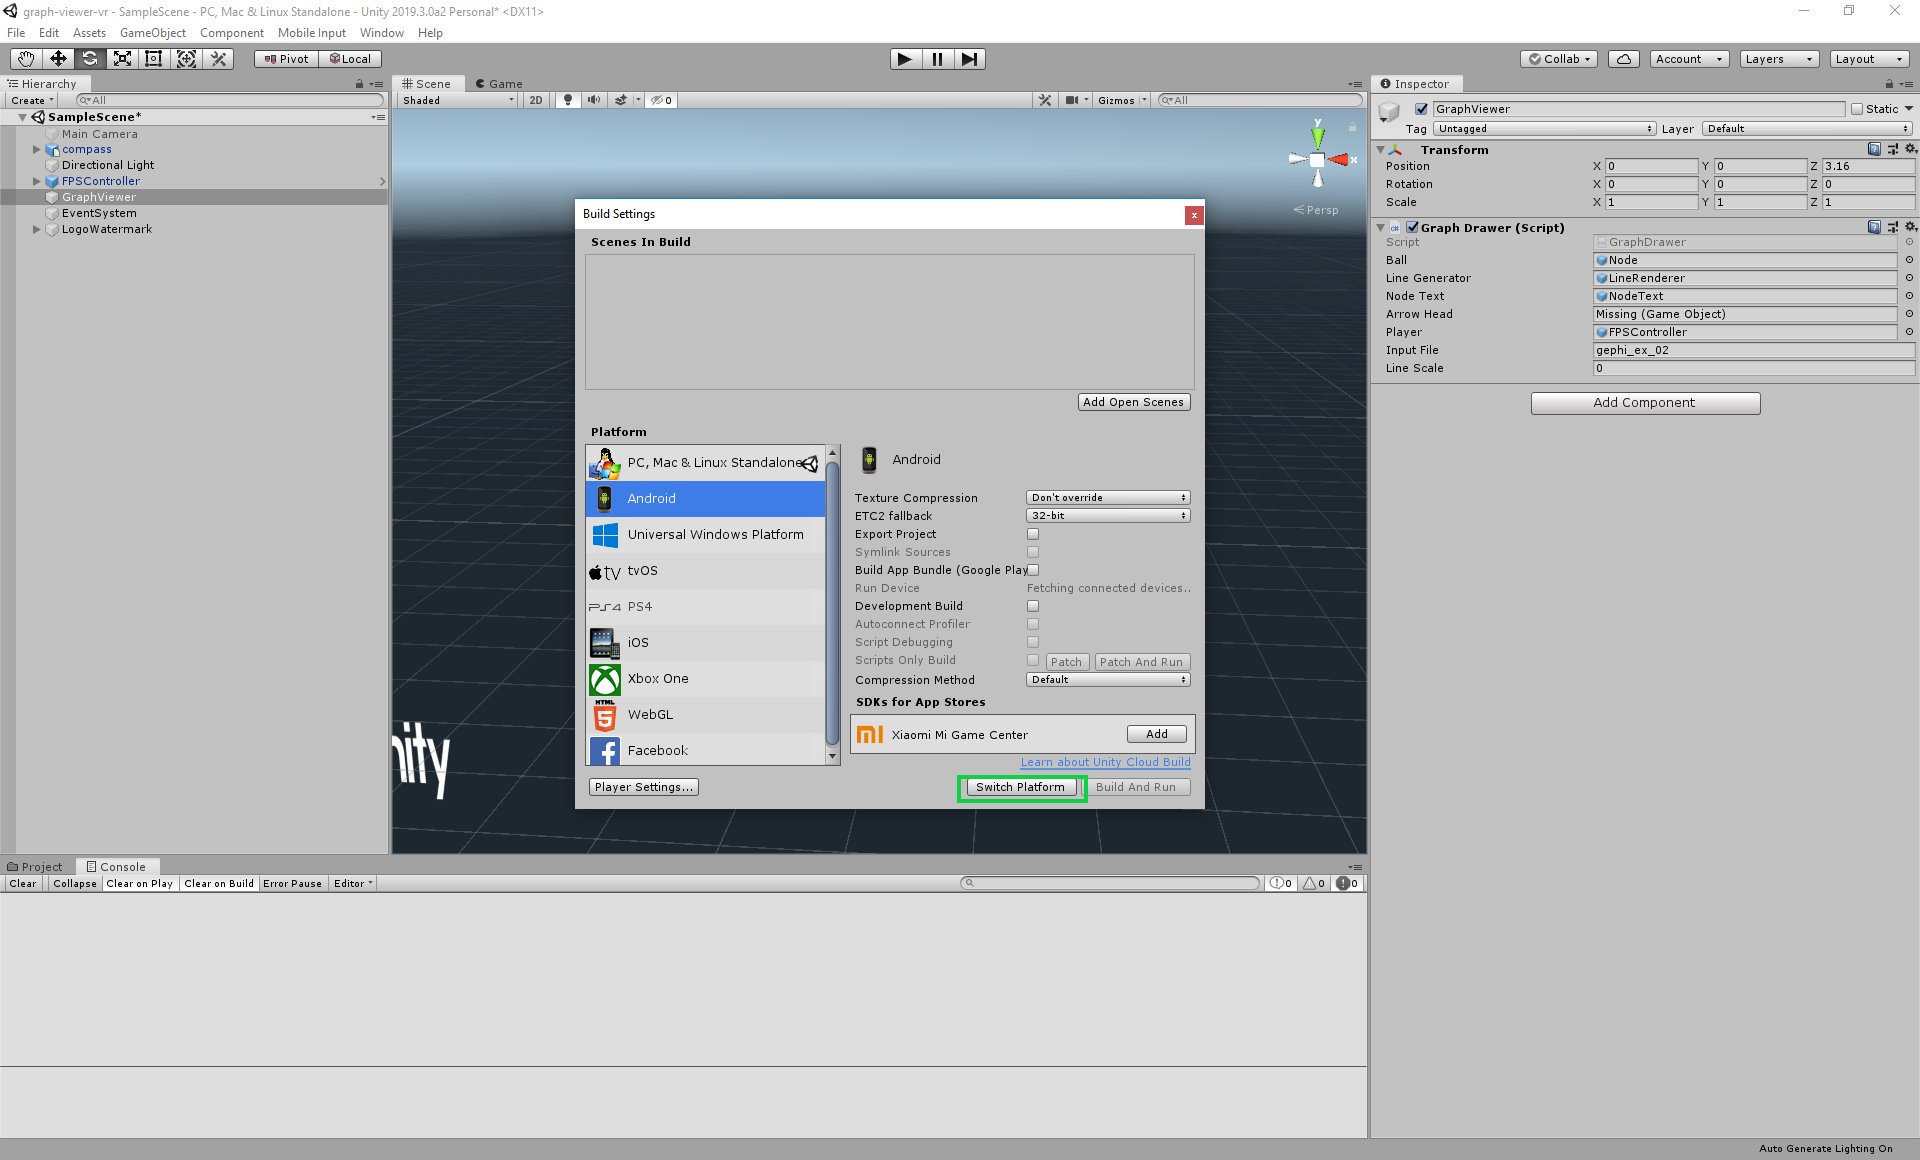 graph-viewer-vr - SampleScene - PC, Mac & Linux Standalone - Unity 2019.3.0a2 Personal* <DX11>
File Edit Assets GameObject Component Mobile Input Window Help
Pivot Local Collab Account Layers Layout
Hierarchy
Create All
SampleScene*
Main Camera
compass
Directional Light
FPSController
GraphViewer
EventSystem
LogoWatermark
Scene Game
Shaded 2D 0 Gizmos All
y
x
Persp
nity
Build Settings
x
Scenes In Build
Add Open Scenes
Platform
PC, Mac & Linux Standalone
Android
Universal Windows Platform
tv tvOS
PS4 PS4
iOS
Xbox One
HTML 5 WebGL
f Facebook
Android
Texture Compression Don't override
ETC2 fallback 32-bit
Export Project
Symlink Sources
Build App Bundle (Google Play
Run Device Fetching connected devices..
Development Build
Autoconnect Profiler
Script Debugging
Scripts Only Build Patch Patch And Run
Compression Method Default
SDKs for App Stores
mi Xiaomi Mi Game Center Add
Learn about Unity Cloud Build
Player Settings... Switch Platform Build And Run
Inspector
GraphViewer Static
Tag Untagged Layer Default
Transform
Position X 0 Y 0 Z 3.16
Rotation X 0 Y 0 Z 0
Scale X 1 Y 1 Z 1
Graph Drawer (Script)
Script GraphDrawer
Ball Node
Line Generator LineRenderer
Node Text NodeText
Arrow Head Missing (Game Object)
Player FPSController
Input File gephi_ex_02
Line Scale 0
Add Component
Project Console
Clear Collapse Clear on Play Clear on Build Error Pause Editor 0 0 0
Auto Generate Lighting On